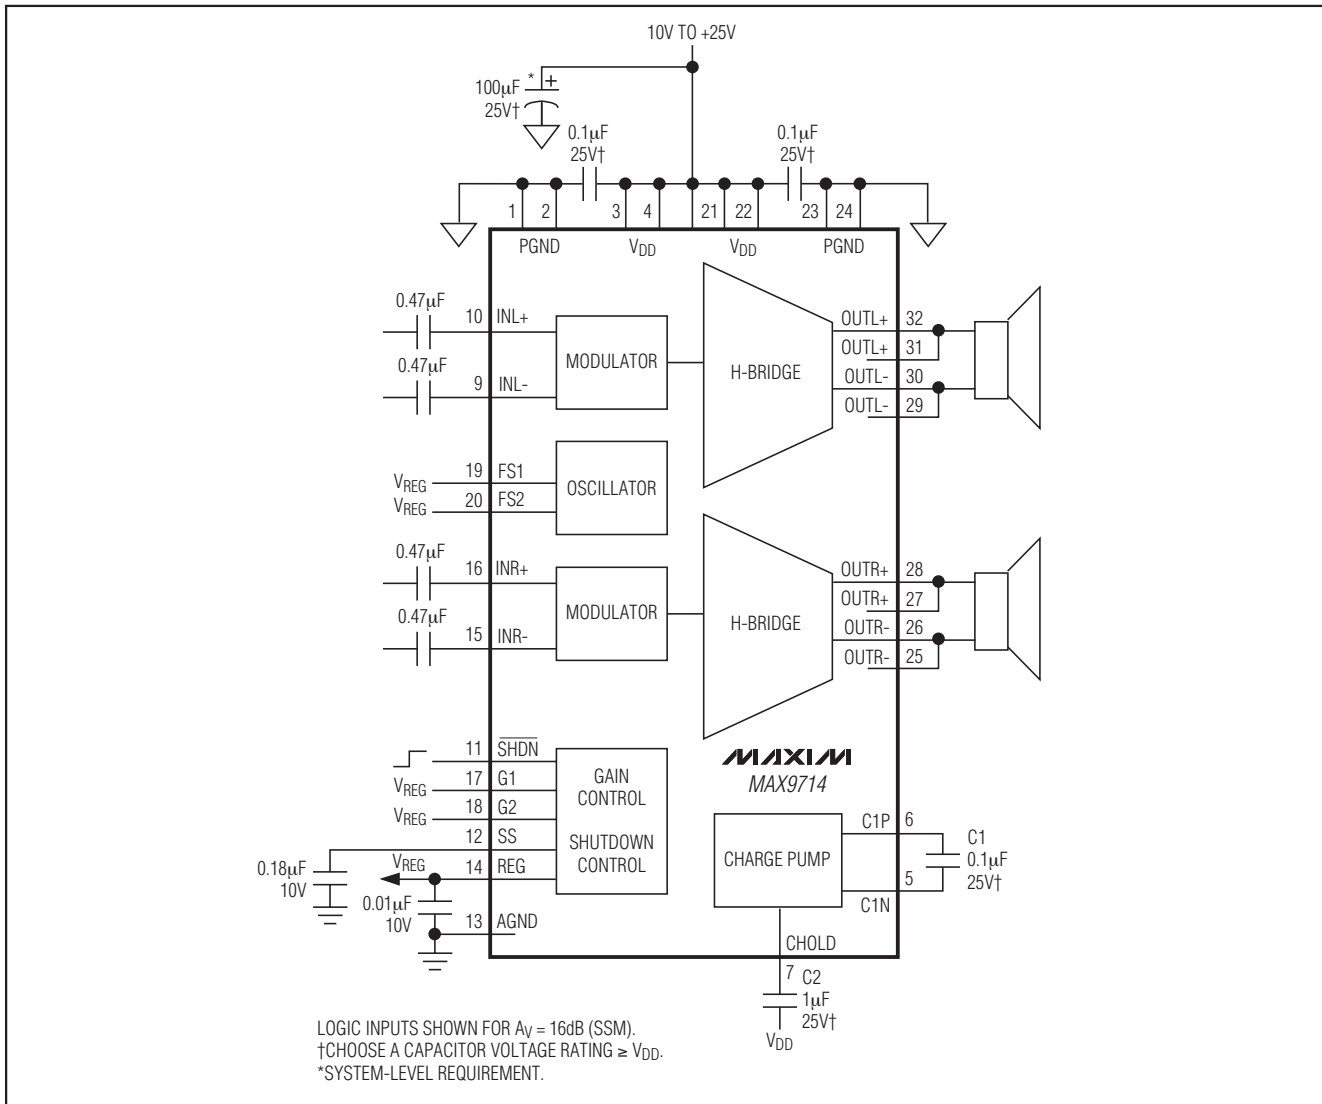 10V TO +25V
* +
100µF
25V†
0.1µF
25V†
0.1µF
25V†
1 2 3 4 21 22 23 24
PGND VDD VDD PGND
0.47µF
10 INL+
0.47µF
9 INL-
MODULATOR
H-BRIDGE
OUTL+ 32
OUTL+ 31
OUTL- 30
OUTL- 29
VREG 19 FS1
VREG 20 FS2
OSCILLATOR
0.47µF
16 INR+
0.47µF
15 INR-
MODULATOR
H-BRIDGE
OUTR+ 28
OUTR+ 27
OUTR- 26
OUTR- 25
11 SHDN
VREG 17 G1
VREG 18 G2
12 SS
VREG 14 REG
13 AGND
GAIN
CONTROL
SHUTDOWN
CONTROL
0.18µF
10V
0.01µF
10V
MAXIM
MAX9714
CHARGE PUMP
C1P 6
5
C1N
C1
0.1µF
25V†
CHOLD
7 C2
1µF
25V†
VDD
LOGIC INPUTS SHOWN FOR AV = 16dB (SSM).
†CHOOSE A CAPACITOR VOLTAGE RATING ≥ VDD.
*SYSTEM-LEVEL REQUIREMENT.